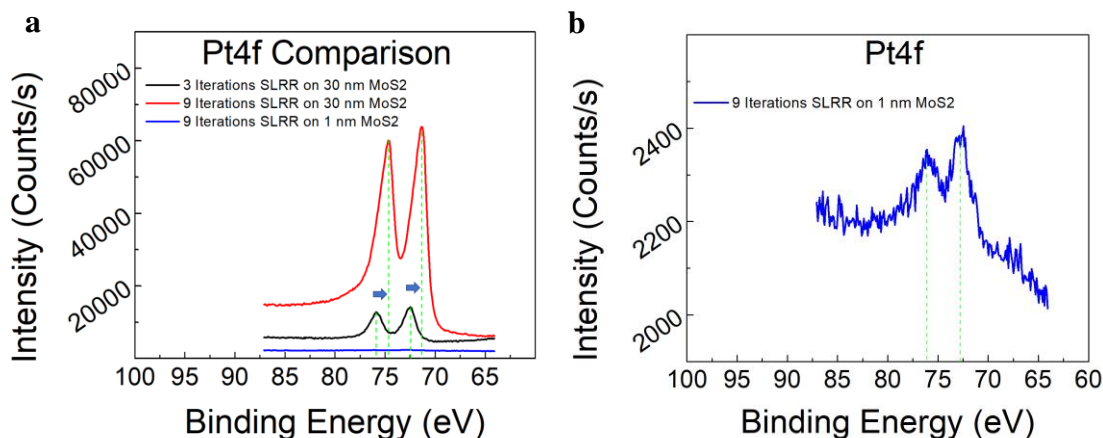 a
Pt4f Comparison
3 Iterations SLRR on 30 nm MoS2
9 Iterations SLRR on 30 nm MoS2
9 Iterations SLRR on 1 nm MoS2
Intensity (Counts/s)
80000
60000
40000
20000
100 95 90 85 80 75 70 65
Binding Energy (eV)
b
Pt4f
9 Iterations SLRR on 1 nm MoS2
Intensity (Counts/s)
2400
2200
2000
100 95 90 85 80 75 70 65 60
Binding Energy (eV)